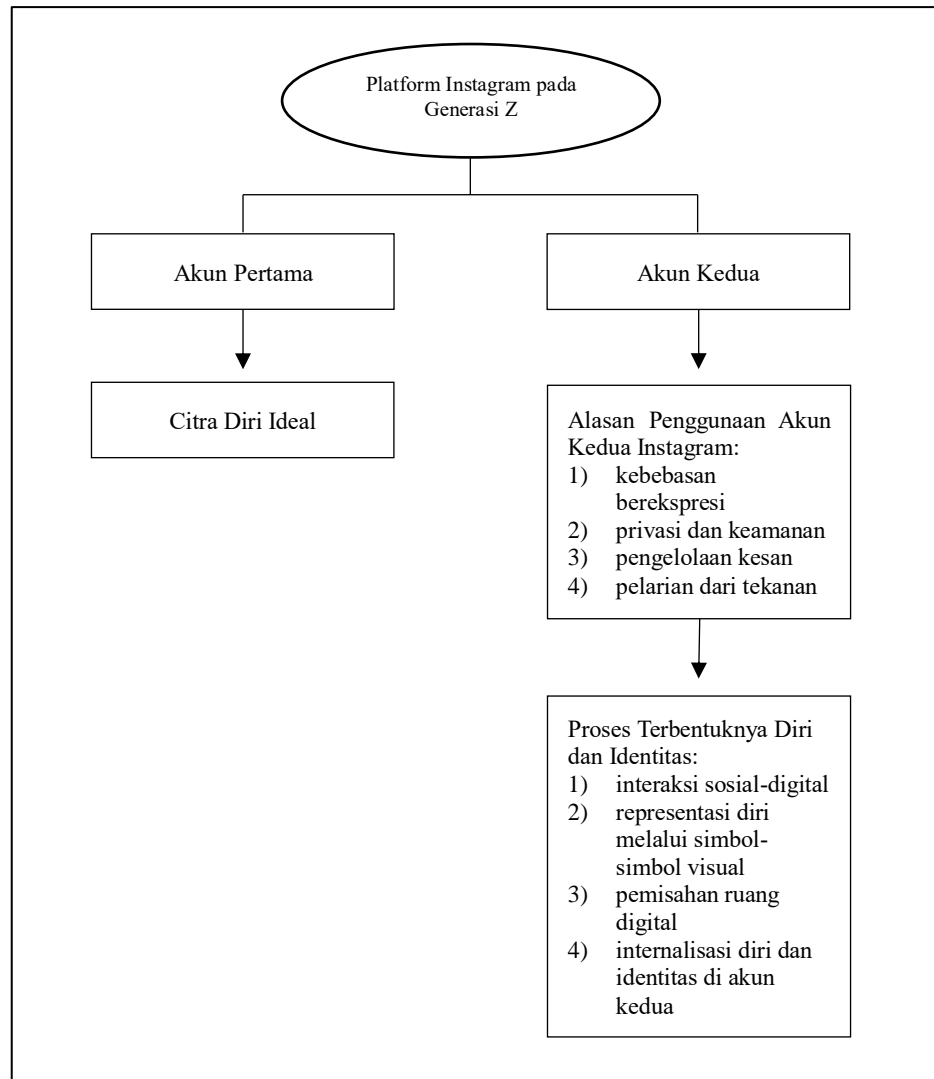 Platform Instagram pada
Generasi Z
Akun Pertama
Akun Kedua
Citra Diri Ideal
Alasan Penggunaan Akun
Kedua Instagram:
1) kebebasan
berekspresi
2) privasi dan keamanan
3) pengelolaan kesan
4) pelarian dari tekanan
Proses Terbentuknya Diri
dan Identitas:
1) interaksi sosial-digital
2) representasi diri
melalui simbol-
simbol visual
3) pemisahan ruang
digital
4) internalisasi diri dan
identitas di akun
kedua